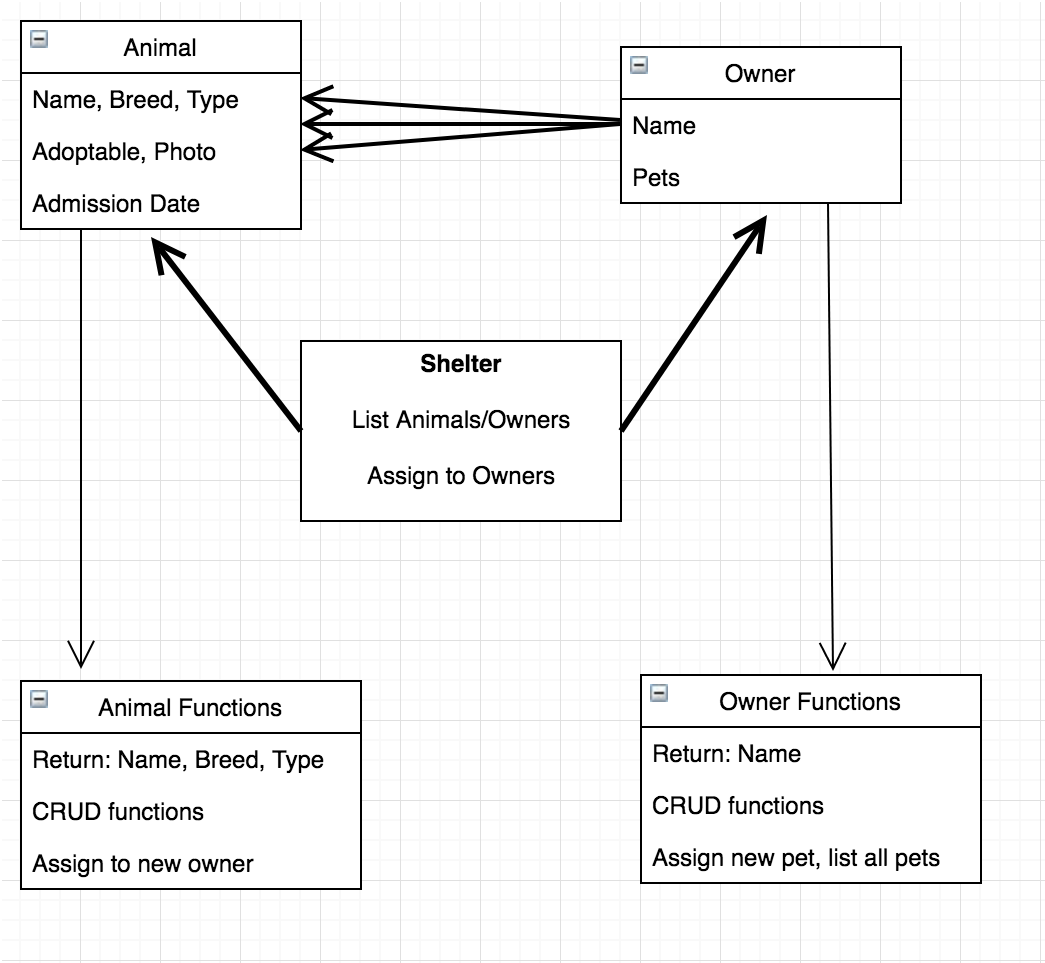 Animal
Name, Breed, Type
Adoptable, Photo
Admission Date
Owner
Name
Pets
Shelter
List Animals/Owners
Assign to Owners
Animal Functions
Return: Name, Breed, Type
CRUD functions
Assign to new owner
Owner Functions
Return: Name
CRUD functions
Assign new pet, list all pets